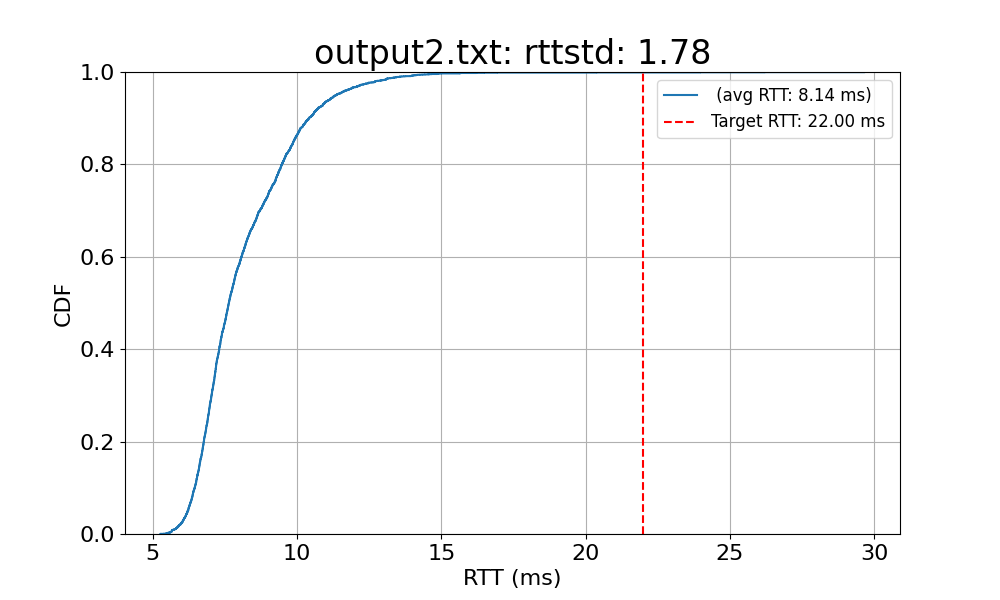 output2.txt: rttstd: 1.78
1.0
0.8
0.6
0.4
0.2
0.0
CDF
(avg RTT: 8.14 ms)
Target RTT: 22.00 ms
5 10 15 20 25 30
RTT (ms)